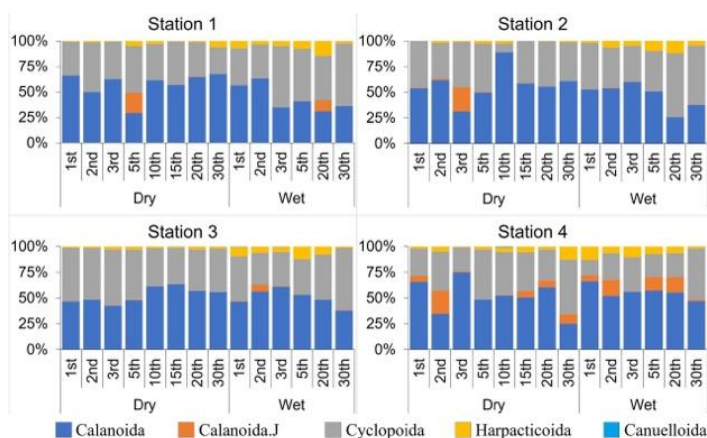 Station 1
100%
75%
50%
25%
0%
1st 2nd 3rd 5th 10th 15th 20th 30th 1st 2nd 3rd 5th 20th 30th
Dry Wet
Station 2
100%
75%
50%
25%
0%
1st 2nd 3rd 5th 10th 15th 20th 30th 1st 2nd 3rd 5th 20th 30th
Dry Wet
Station 3
100%
75%
50%
25%
0%
1st 2nd 3rd 5th 10th 15th 20th 30th 1st 2nd 3rd 5th 20th 30th
Dry Wet
Station 4
100%
75%
50%
25%
0%
1st 2nd 3rd 5th 10th 15th 20th 30th 1st 2nd 3rd 5th 20th 30th
Dry Wet
Calanoida Calanoida.J Cyclopoida Harpacticoida Canuelloida